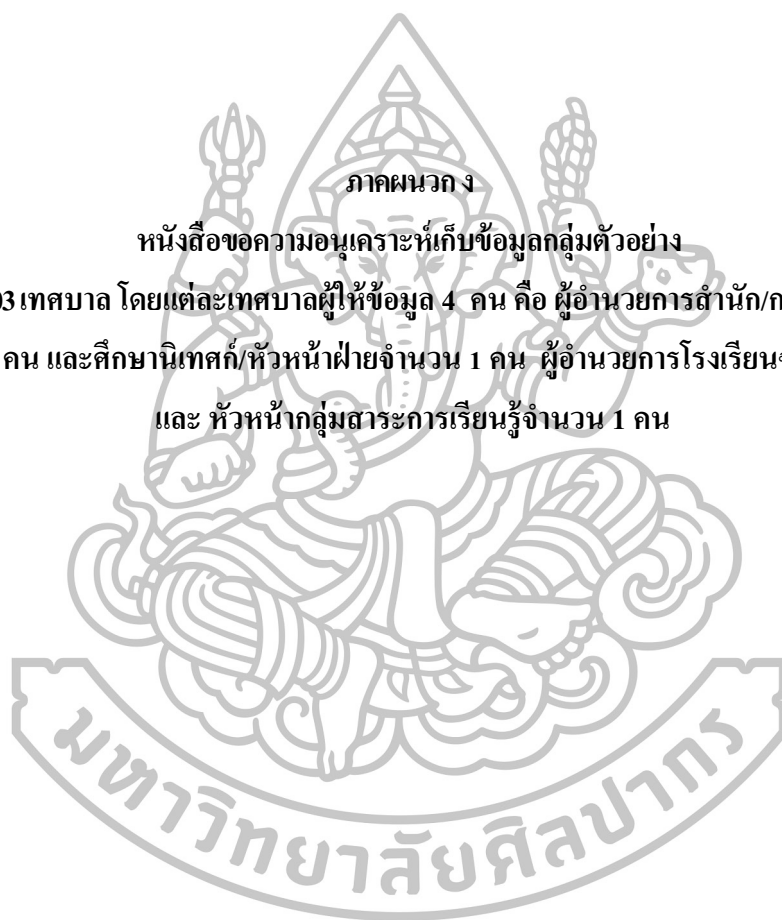 ภาคผนวก ง
หนังสือขอความอนุเคราะห์เก็บข้อมูลกลุ่มตัวอย่าง
03 เทศบาล โดยแต่ละเทศบาลผู้ให้ข้อมูล 4 คน คือ ผู้อำนวยการสำนัก/ก
คน และศึกษานิเทศก์/หัวหน้าฝ่ายจำนวน 1 คน ผู้อำนวยการโรงเรียน
และ หัวหน้ากลุ่มสาระการเรียนรู้จำนวน 1 คน
มหาวิทยาลัยศิลปากร